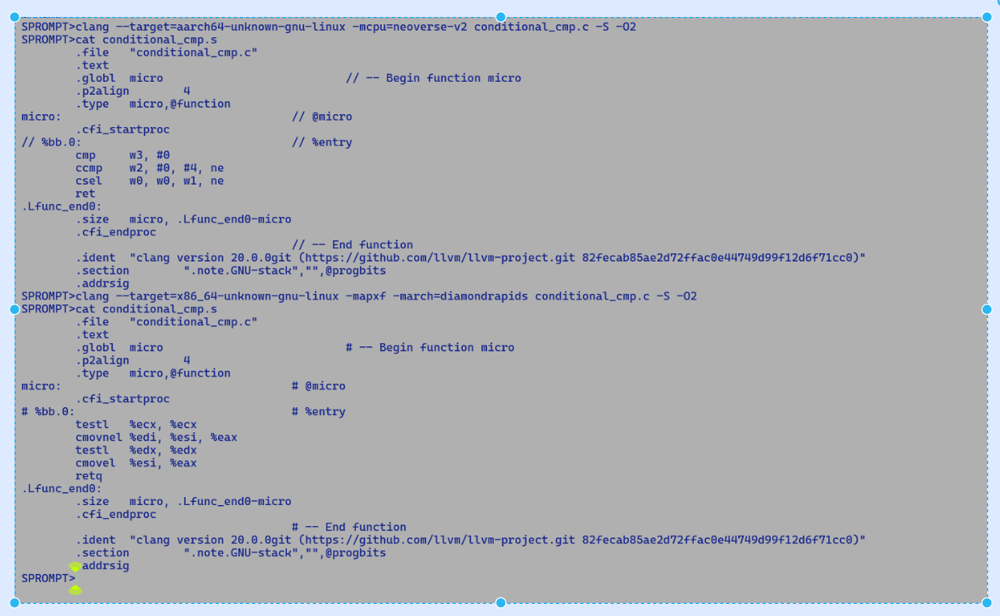 SPROMPT>clang --target=aarch64-unknown-gnu-linux -mcpu=neoverse-v2 conditional_cmp.c -S -O2
SPROMPT>cat conditional_cmp.s
        .file   "conditional_cmp.c"
        .text
        .globl  micro                           // -- Begin function micro
        .p2align        4
        .type   micro,@function
micro:                                  // @micro
        .cfi_startproc
// %bb.0:                               // %entry
        cmp     w3, #0
        ccmp    w2, #0, #4, ne
        csel    w0, w0, w1, ne
        ret
.Lfunc_end0:
        .size   micro, .Lfunc_end0-micro
        .cfi_endproc
                                        // -- End function
        .ident  "clang version 20.0.0git (https://github.com/llvm/llvm-project.git 82fecab85ae2d72ffac0e44749d99f12d6f71cc0)"
        .section        ".note.GNU-stack","",@progbits
        .addrsig
SPROMPT>clang --target=x86_64-unknown-gnu-linux -mapxf -march=diamondrapids conditional_cmp.c -S -O2
SPROMPT>cat conditional_cmp.s
        .file   "conditional_cmp.c"
        .text
        .globl  micro                           # -- Begin function micro
        .p2align        4
        .type   micro,@function
micro:                                  # @micro
        .cfi_startproc
# %bb.0:                                # %entry
        testl   %ecx, %ecx
        cmovnel %edi, %esi, %eax
        testl   %edx, %edx
        cmovel  %esi, %eax
        retq
.Lfunc_end0:
        .size   micro, .Lfunc_end0-micro
        .cfi_endproc
                                        # -- End function
        .ident  "clang version 20.0.0git (https://github.com/llvm/llvm-project.git 82fecab85ae2d72ffac0e44749d99f12d6f71cc0)"
        .section        ".note.GNU-stack","",@progbits
        .addrsig
SPROMPT>